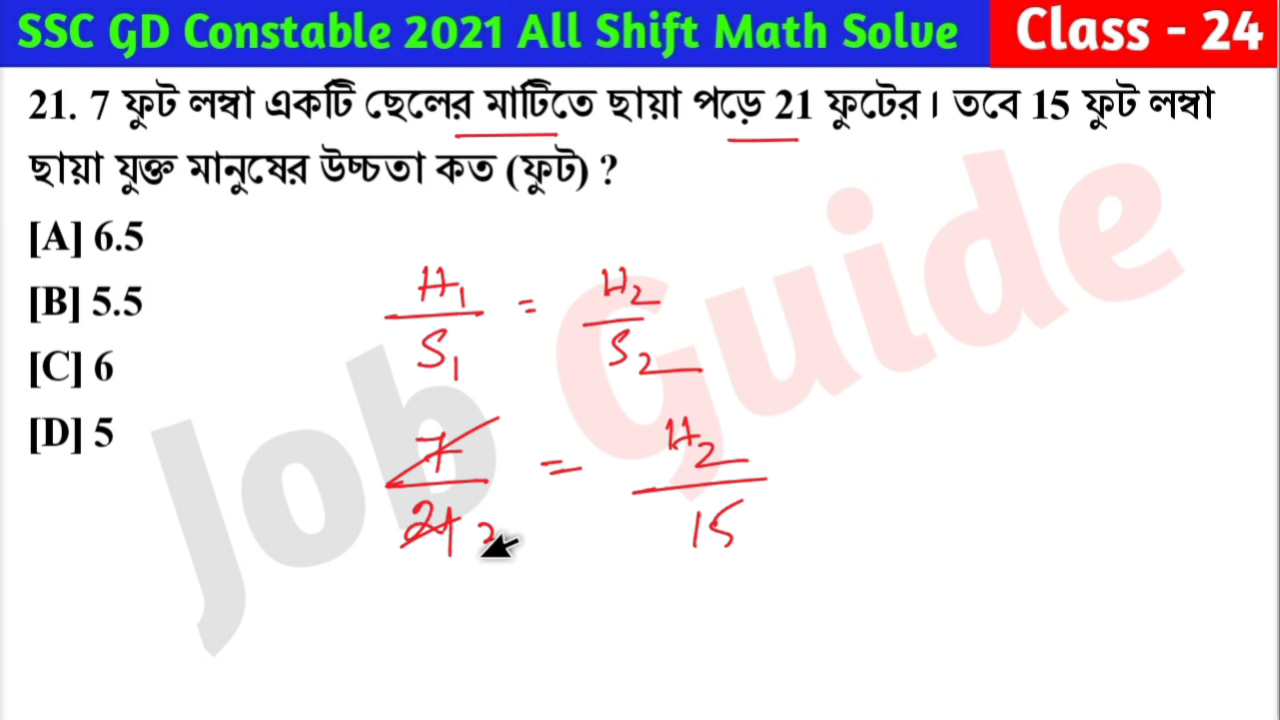 SSC GD Constable 2021 All Shift Math Solve
Class - 24
21. 7 ফুট লম্বা একটি ছেলের মাটিতে ছায়া পড়ে 21 ফুটের। তবে 15 ফুট লম্বা
ছায়া যুক্ত মানুষের উচ্চতা কত (ফুট) ?
[A] 6.5
[B] 5.5
[C] 6
[D] 5
H₁/S₁ = H₂/S₂
7/21 = H₂/15
Job Guide